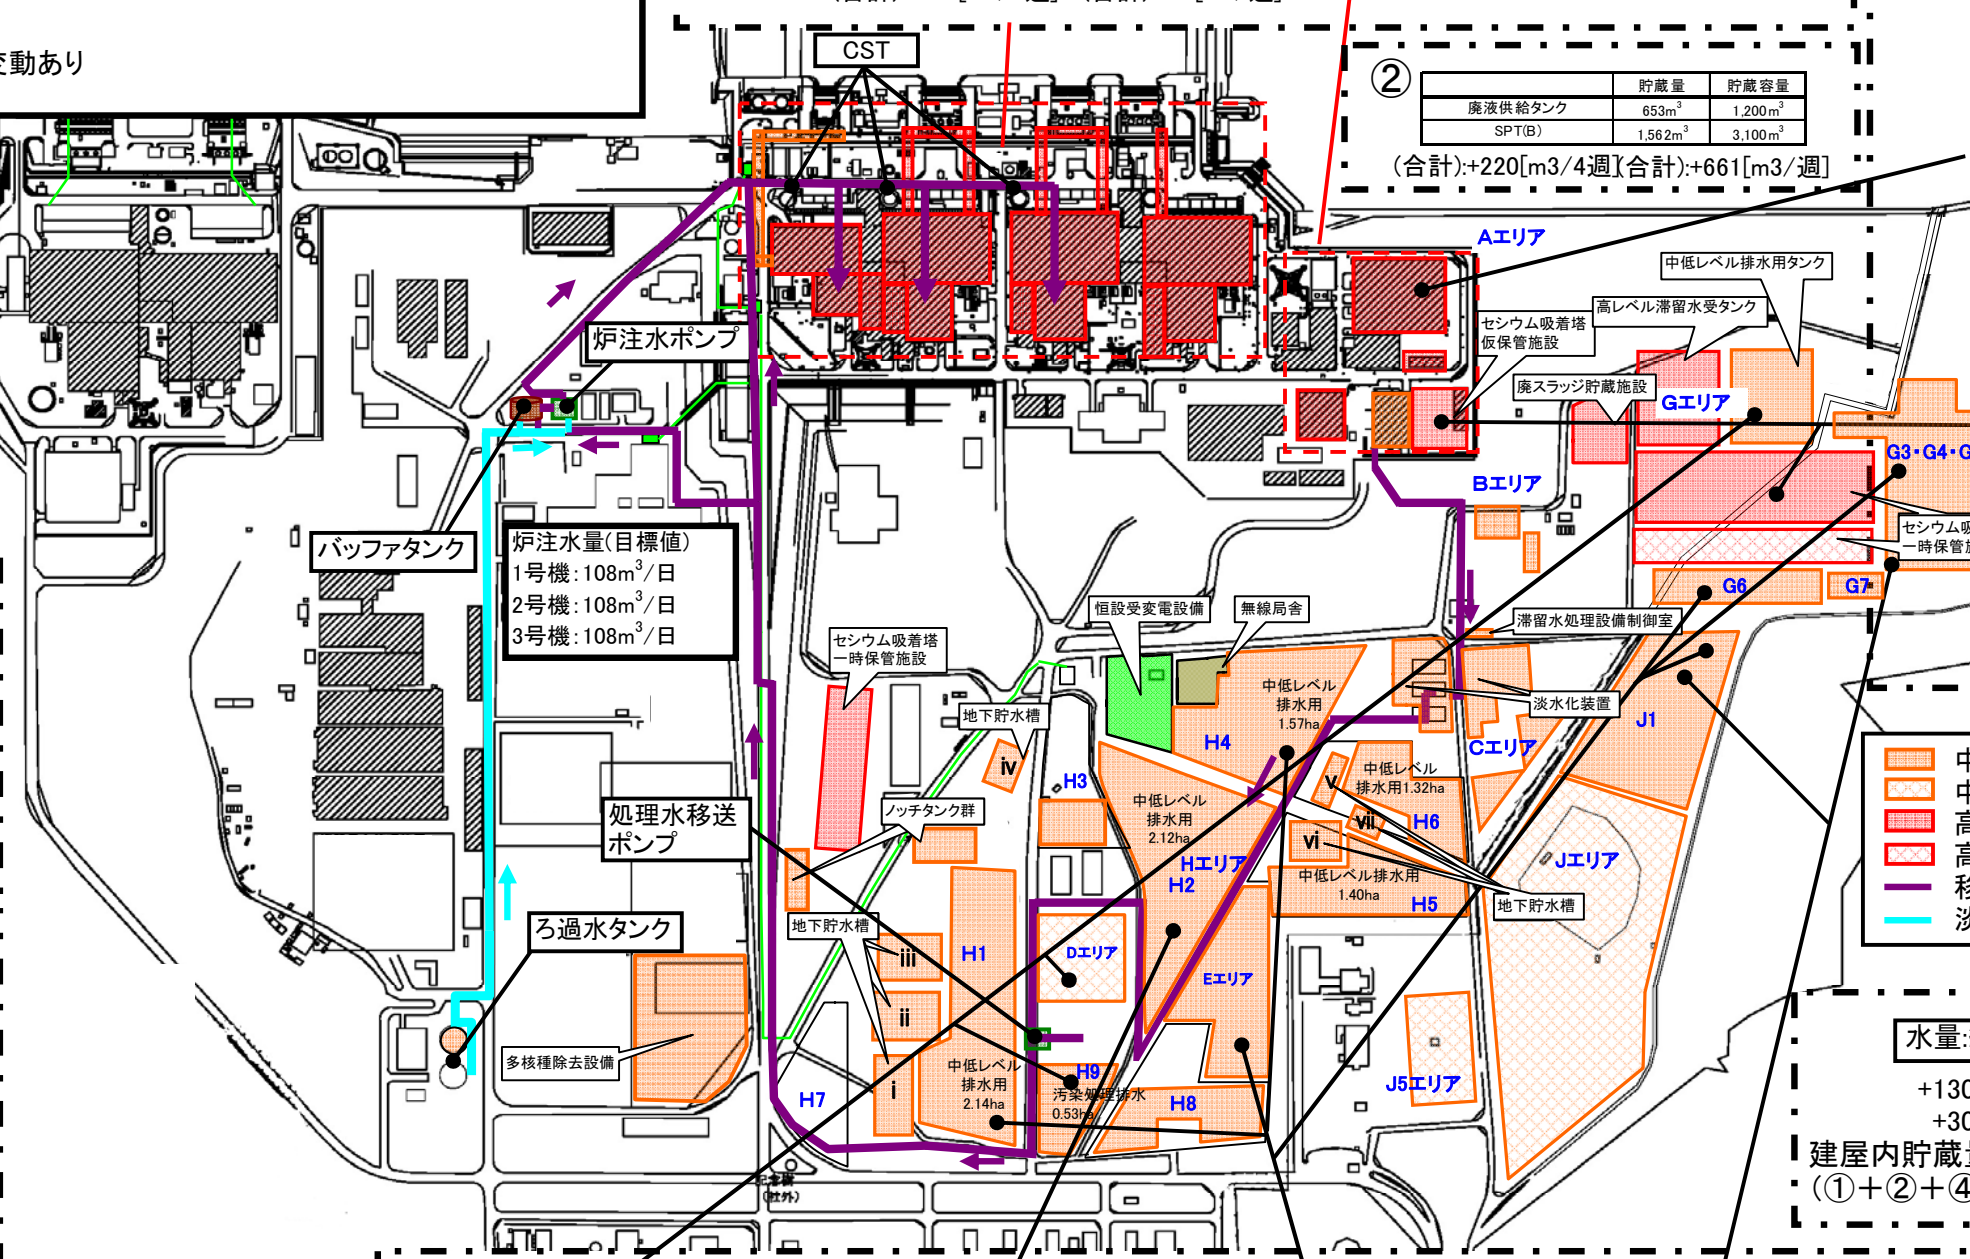 変動あり
CST
②
貯蔵量 貯蔵容量
廃液供給タンク 653m³ 1,200m³
SPT(B) 1,562m³ 3,100m³
(合計):+220[m3/4週](合計):+661[m3/週]
Aエリア
中低レベル排水用タンク
高レベル滞留水受タンク
セシウム吸着塔
仮保管施設
廃スラッジ貯蔵施設
Gエリア
G3・G4・G
炉注水ポンプ
Bエリア
セシウム吸
一時保管施
バッファタンク
炉注水量(目標値)
1号機:108m³/日
2号機:108m³/日
3号機:108m³/日
G6
G7
恒設受変電設備
無線局舎
滞留水処理設備制御室
セシウム吸着塔
一時保管施設
中低レベル
排水用
1.57ha
淡水化装置
J1
地下貯水槽
H4
Cエリア
iv
H3
v
中低レベル
排水用1.32ha
処理水移送
ポンプ
ノッチタンク群
中低レベル
排水用
2.12ha
vii
H6
vi
Hエリア
H2
Jエリア
中低レベル排水用
1.40ha
H5
地下貯水槽
ろ過水タンク
地下貯水槽
iii
H1
Dエリア
Eエリア
ii
多核種除去設備
i
中低レベル
排水用
2.14ha
H9
汚染処理排水
0.53ha
H8
H7
J5エリア
記念樹
(社外)
中
中
高
高
移
淡
水量:
+130
+30
建屋内貯蔵量
(①+②+④